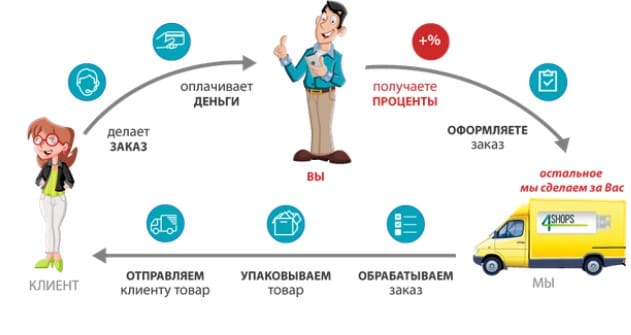 +%
оплачивает
ДЕНЬГИ
получаете
ПРОЦЕНТЫ
делает
ЗАКАЗ
ОФОРМЛЯЕТЕ
заказ
ВЫ
остальное
мы сделаем за Вас
4SHOPS
ОТПРАВЛЯЕМ
клиенту товар
УПАКОВЫВАЕМ
товар
ОБРАБАТЫВАЕМ
заказ
КЛИЕНТ
МЫ